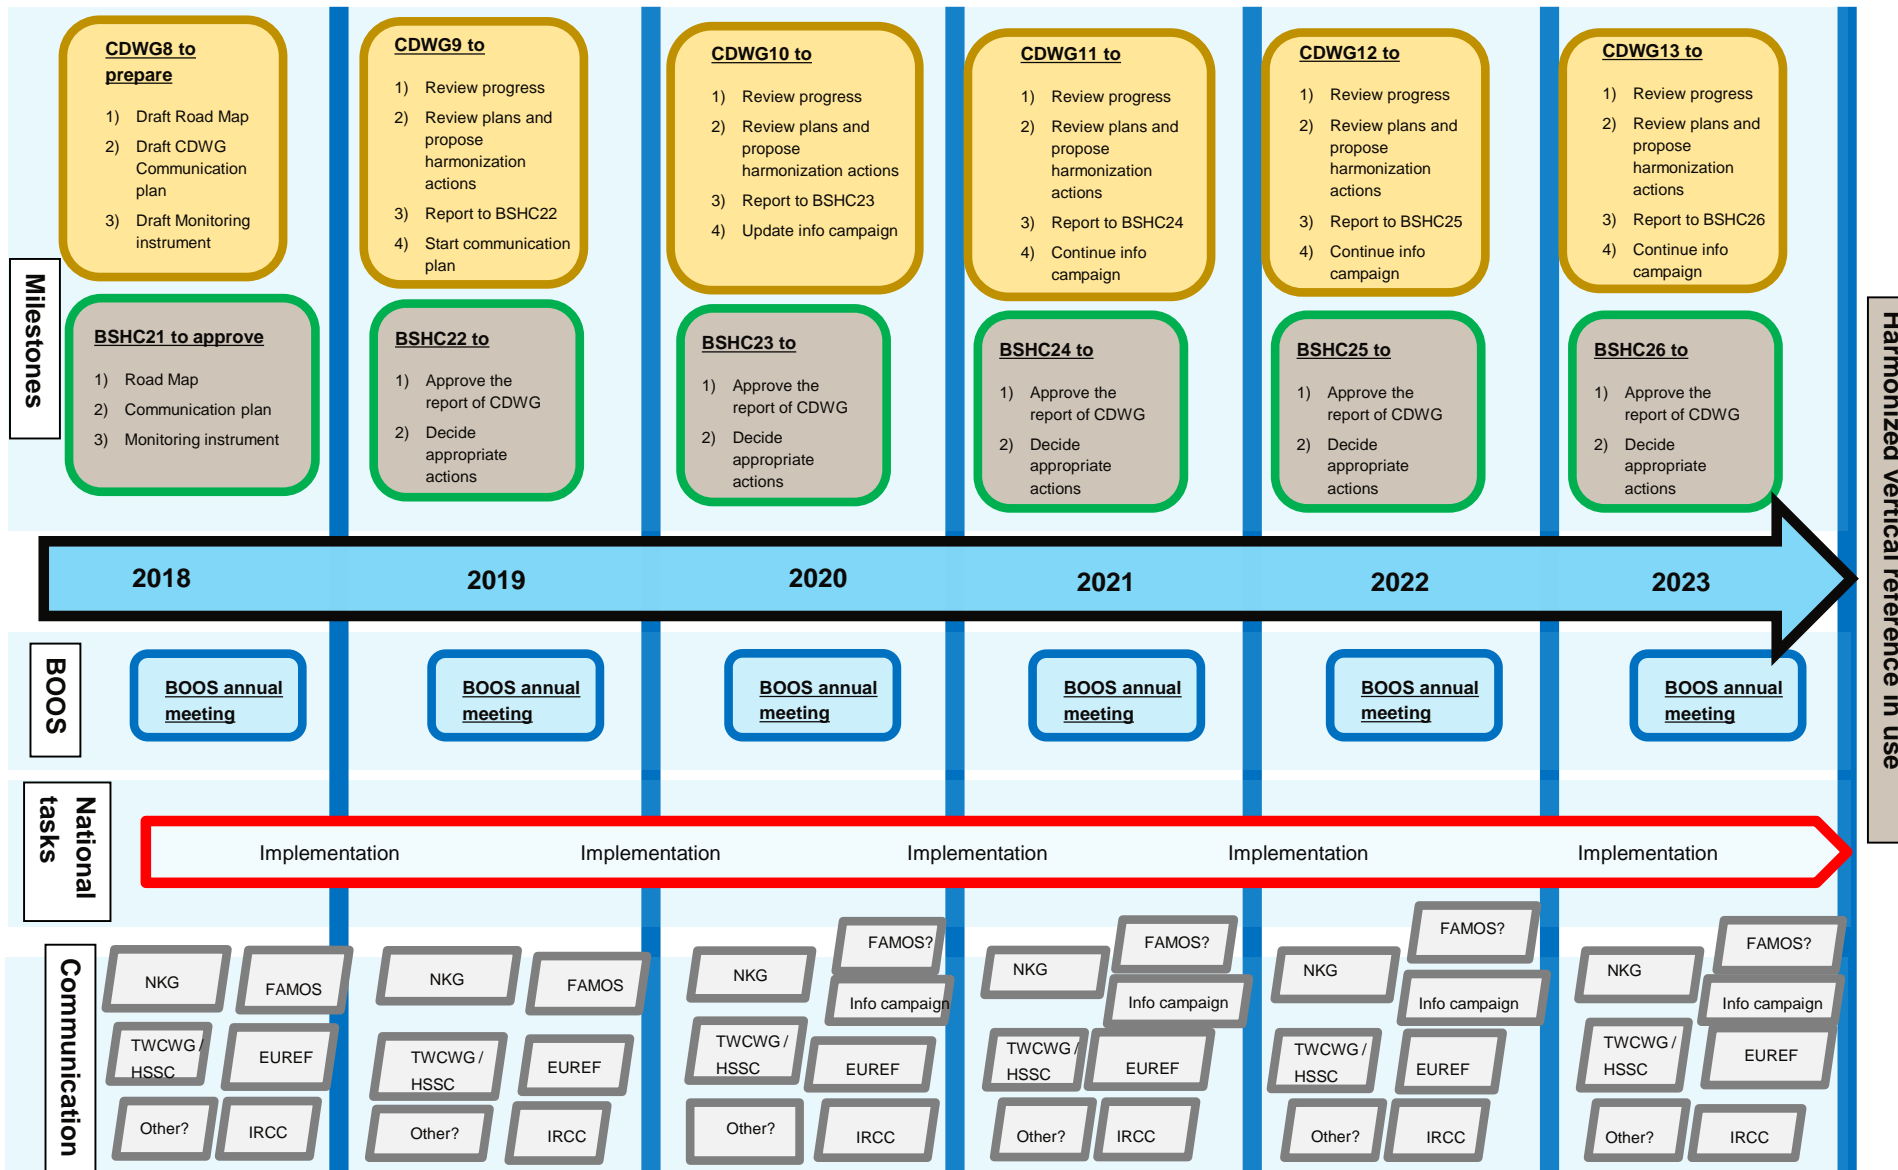 CDWG8 to
prepare
1) Draft Road Map
2) Draft CDWG
Communication
plan
3) Draft Monitoring
instrument
CDWG9 to
1) Review progress
2) Review plans and
propose
harmonization
actions
3) Report to BSHC22
4) Start communication
plan
CDWG10 to
1) Review progress
2) Review plans and
propose
harmonization actions
3) Report to BSHC23
4) Update info campaign
CDWG11 to
1) Review progress
2) Review plans and
propose
harmonization
actions
3) Report to BSHC24
4) Continue info
campaign
CDWG12 to
1) Review progress
2) Review plans and
propose
harmonization
actions
3) Report to BSHC25
4) Continue info
campaign
CDWG13 to
1) Review progress
2) Review plans and
propose
harmonization
actions
3) Report to BSHC26
4) Continue info
campaign
Milestones
BSHC21 to approve
1) Road Map
2) Communication plan
3) Monitoring instrument
BSHC22 to
1) Approve the
report of CDWG
2) Decide
appropriate
actions
BSHC23 to
1) Approve the
report of CDWG
2) Decide
appropriate
actions
BSHC24 to
1) Approve the
report of CDWG
2) Decide
appropriate
actions
BSHC25 to
1) Approve the
report of CDWG
2) Decide
appropriate
actions
BSHC26 to
1) Approve the
report of CDWG
2) Decide
appropriate
actions
Harmonized vertical reference in use
2018
2019
2020
2021
2022
2023
BOOS
BOOS annual
meeting
BOOS annual
meeting
BOOS annual
meeting
BOOS annual
meeting
BOOS annual
meeting
BOOS annual
meeting
National
tasks
Implementation
Implementation
Implementation
Implementation
Implementation
Communication
NKG
FAMOS
TWCWG /
HSSC
EUREF
Other?
IRCC
NKG
FAMOS
TWCWG /
HSSC
EUREF
Other?
IRCC
NKG
FAMOS?
Info campaign
TWCWG /
HSSC
EUREF
Other?
IRCC
NKG
FAMOS?
Info campaign
TWCWG /
HSSC
EUREF
Other?
IRCC
NKG
FAMOS?
Info campaign
TWCWG /
HSSC
EUREF
Other?
IRCC
NKG
FAMOS?
Info campaign
TWCWG /
HSSC
EUREF
Other?
IRCC